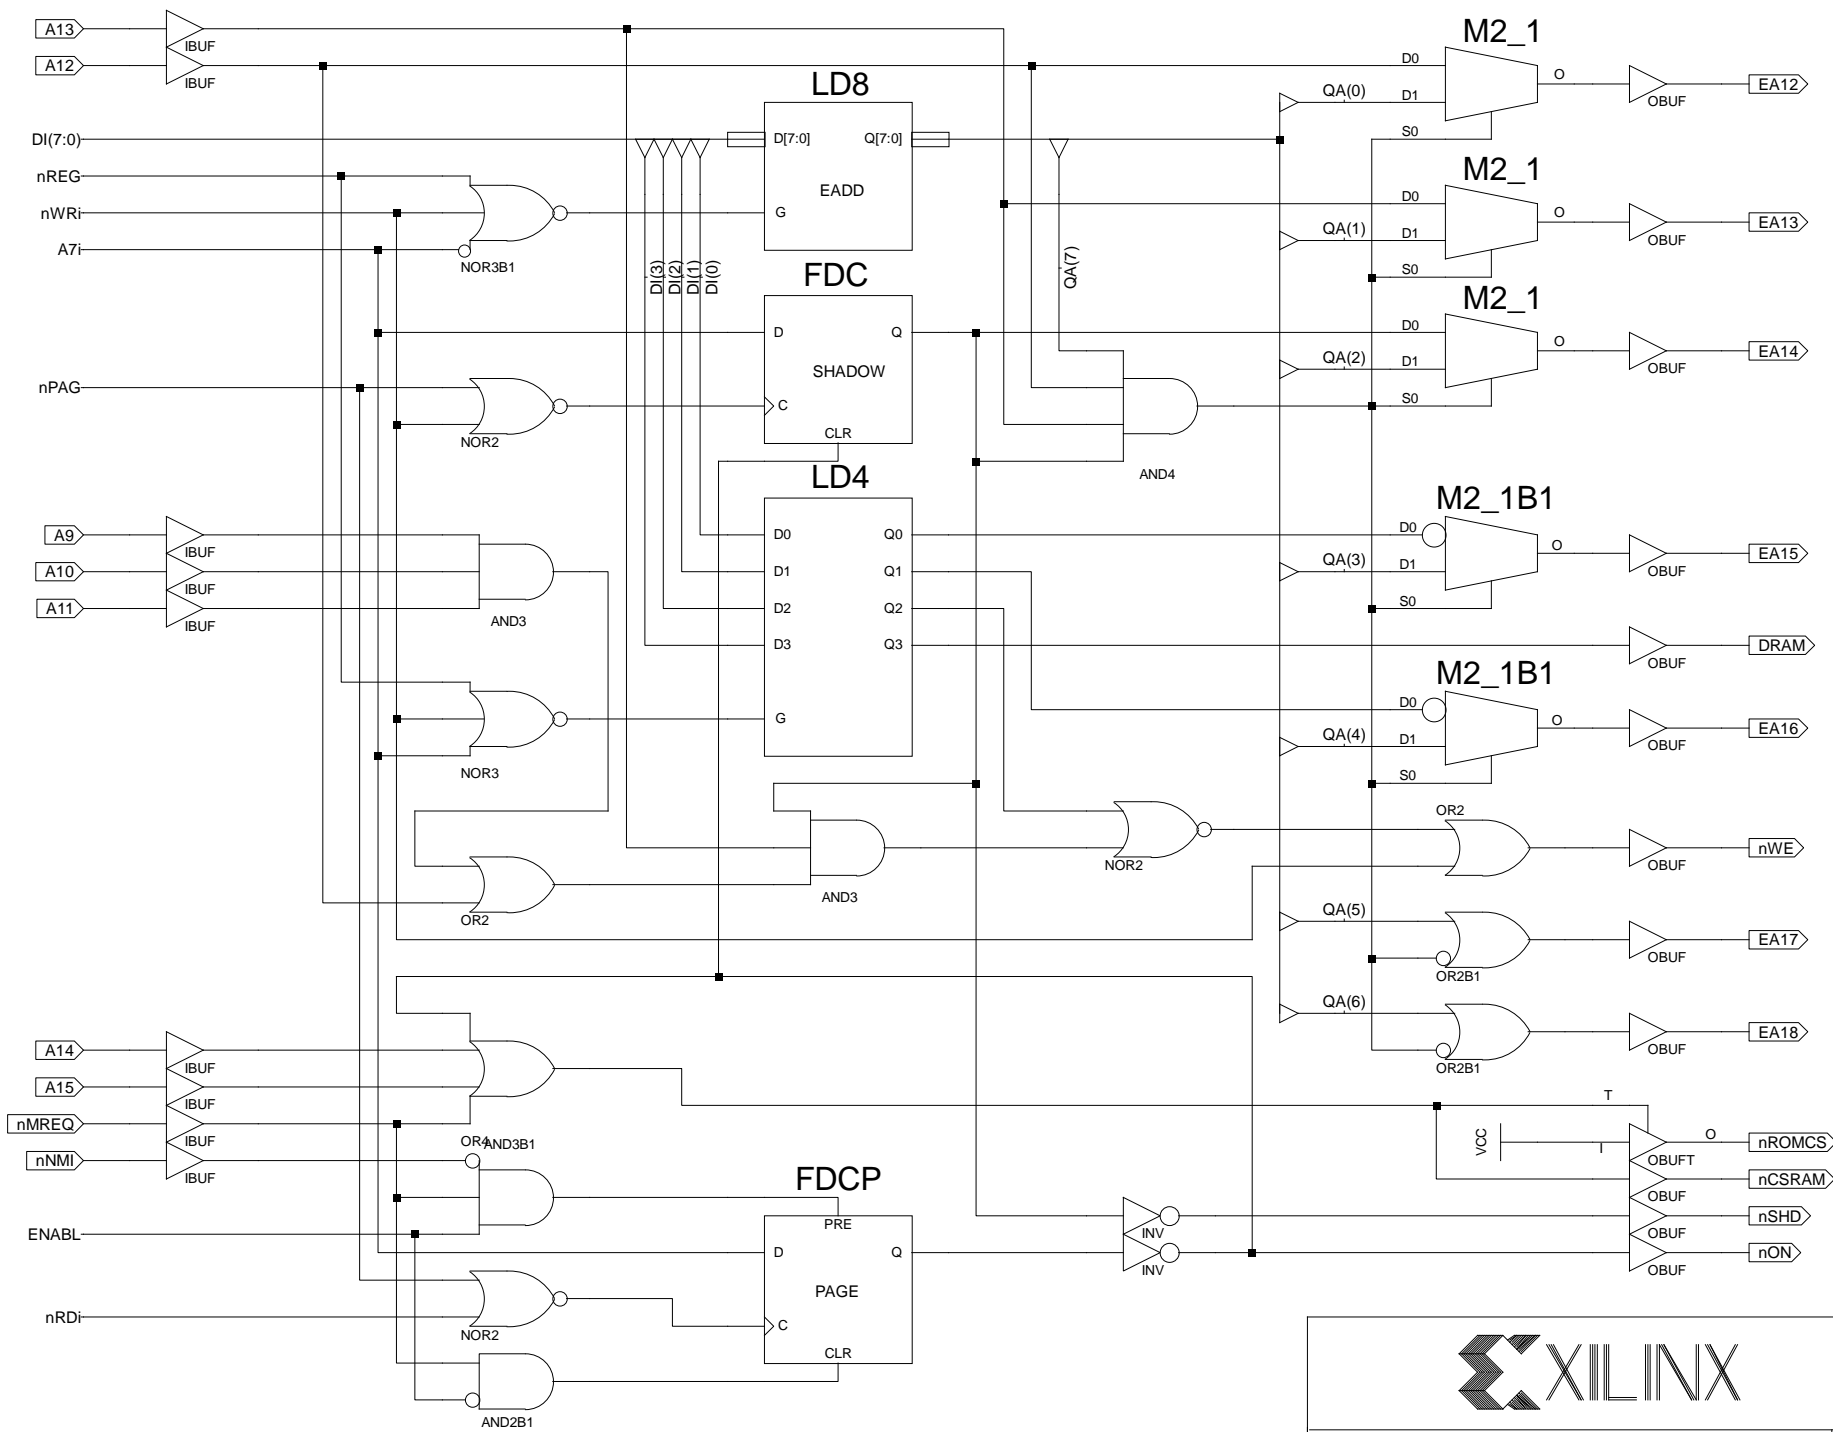 A13
IBUF
A12
IBUF
DI(7:0)
nREG
nWRi
A7i
NOR3B1
nPAG
NOR2
A9
IBUF
A10
IBUF
A11
IBUF
AND3
NOR3
OR2
A14
IBUF
A15
IBUF
nMREQ
IBUF
nNMI
IBUF
OR4
AND3B1
ENABL
nRDi
NOR2
AND2B1
LD8
D[7:0]
Q[7:0]
EADD
G
DI(3)
DI(2)
DI(1)
DI(0)
QA(7)
FDC
D
Q
SHADOW
C
CLR
AND4
LD4
D0
Q0
D1
Q1
D2
Q2
D3
Q3
G
AND3
NOR2
FDCP
PRE
D
Q
PAGE
C
CLR
INV
INV
M2_1
D0
QA(0)
D1
S0
O
OBUF
EA12
M2_1
D0
QA(1)
D1
S0
O
OBUF
EA13
M2_1
D0
QA(2)
D1
S0
O
OBUF
EA14
M2_1B1
D0
QA(3)
D1
S0
O
OBUF
EA15
OBUF
DRAM
M2_1B1
D0
QA(4)
D1
S0
O
OBUF
EA16
OR2
OBUF
nWE
QA(5)
OR2B1
OBUF
EA17
QA(6)
OR2B1
OBUF
EA18
T
VCC
I
O
OBUFT
nROMCS
OBUF
nCSRAM
OBUF
nSHD
OBUF
nON
XILINX